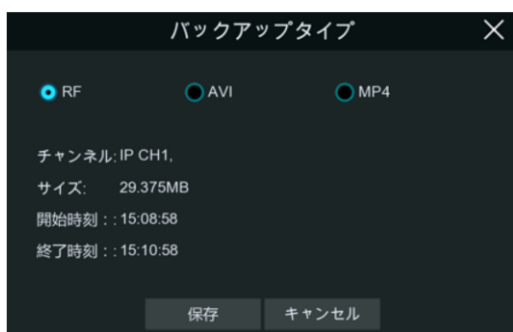 バックアップタイプ
RF AVI MP4
チャンネル: IP CH1,
サイズ: 29.375MB
開始時刻 : : 15:08:58
終了時刻 : : 15:10:58
保存 キャンセル